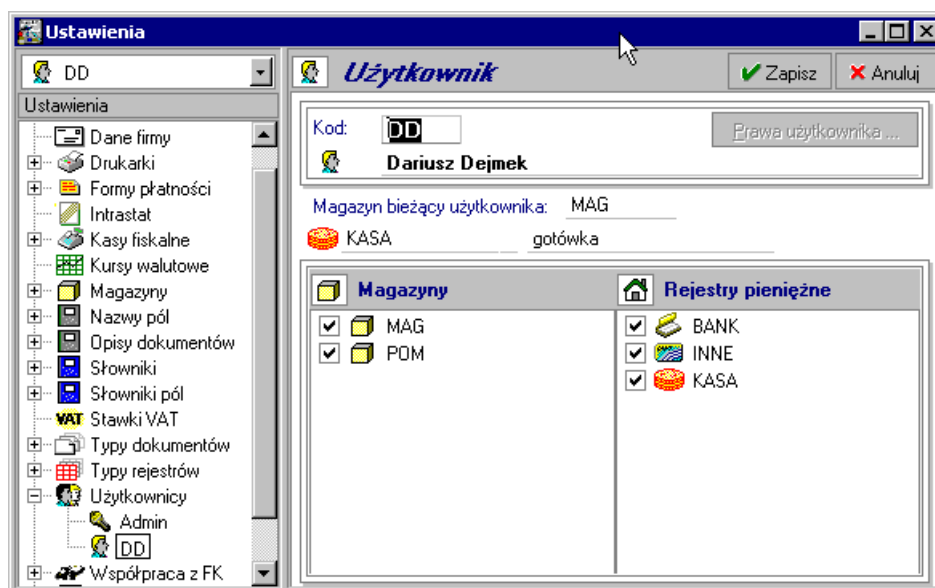 Ustawienia
DD
Użytkownik
Zapisz
Anuluj
Ustawienia
Dane firmy
Drukarki
Formy płatności
Intrastat
Kasy fiskalne
Kursy walutowe
Magazyny
Nazwy pól
Opisy dokumentów
Słowniki
Słowniki pól
VAT Stawki VAT
Typy dokumentów
Typy rejestrów
Użytkownicy
Admin
DD
Współpraca z FK
Kod: DD
Prawa użytkownika ...
Dariusz Dejmek
Magazyn bieżący użytkownika: MAG
KASA gotówka
Magazyny
MAG
POM
Rejestry pieniężne
BANK
INNE
KASA